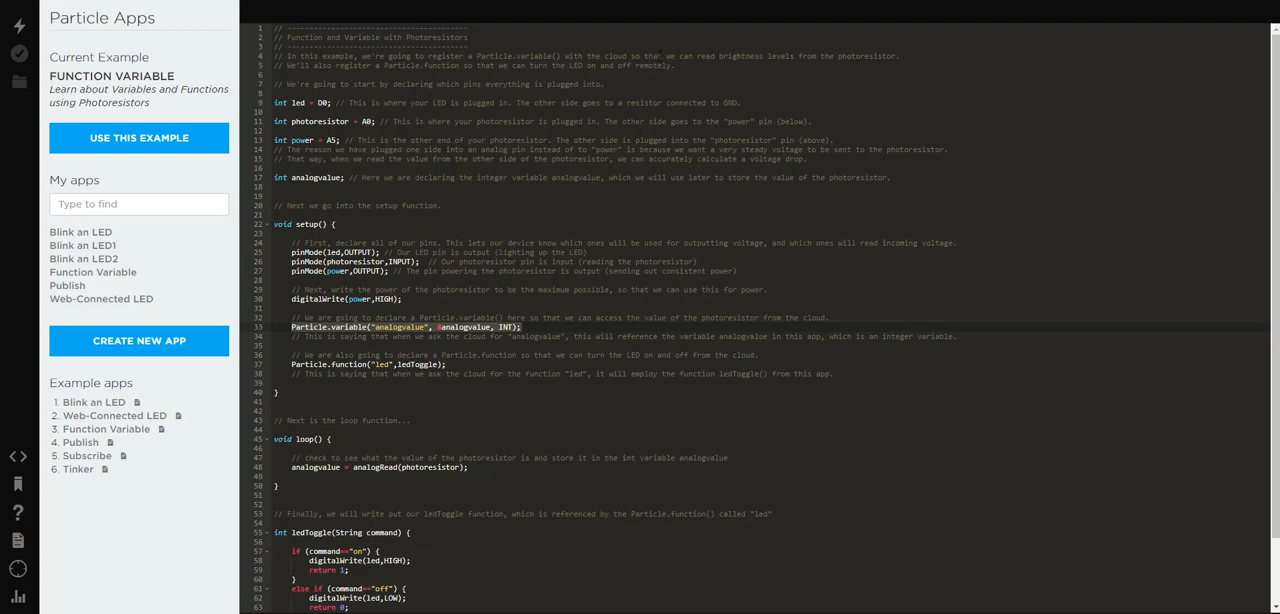 Particle Apps
Current Example
FUNCTION VARIABLE
Learn about Variables and Functions
using Photoresistors
USE THIS EXAMPLE
My apps
Type to find
Blink an LED
Blink an LED1
Blink an LED2
Function Variable
Publish
Web-Connected LED
CREATE NEW APP
Example apps
1. Blink an LED
2. Web-Connected LED
3. Function Variable
4. Publish
5. Subscribe
6. Tinker
1 // ---------------------------------------
2 // Function and Variable with Photoresistors
3 // ---------------------------------------
4 // In this example, we're going to register a Particle.variable() with the cloud so that we can read brightness levels from the photoresistor.
5 // We'll also register a Particle.function so that we can turn the LED on and off remotely.
6
7 // We're going to start by declaring which pins everything is plugged into.
8
9 int led = D0; // This is where your LED is plugged in. The other side goes to a resistor connected to GND.
10
11 int photoresistor = A0; // This is where your photoresistor is plugged in. The other side goes to the "power" pin (below).
12
13 int power = A5; // This is the other end of your photoresistor. The other side is plugged into the "photoresistor" pin (above).
14 // The reason we have plugged one side into an analog pin instead of to "power" is because we want a very steady voltage to be sent to the photoresistor.
15 // That way, when we read the value from the other side of the photoresistor, we can accurately calculate a voltage drop.
16
17 int analogvalue; // Here we are declaring the integer variable analogvalue, which we will use later to store the value of the photoresistor.
18
19
20 // Next we go into the setup function.
21
22 void setup() {
23
24 // First, declare all of our pins. This lets our device know which ones will be used for outputting voltage, and which ones will read incoming voltage.
25 pinMode(led,OUTPUT); // Our LED pin is output (lighting up the LED)
26 pinMode(photoresistor,INPUT); // Our photoresistor pin is input (reading the photoresistor)
27 pinMode(power,OUTPUT); // The pin powering the photoresistor is output (sending out consistent power)
28
29 // Next, write the power of the photoresistor to be the maximum possible, so that we can use this for power.
30 digitalWrite(power,HIGH);
31
32 // We are going to declare a Particle.variable() here so that we can access the value of the photoresistor from the cloud.
33 Particle.variable("analogvalue", &analogvalue, INT);
34 // This is saying that when we ask the cloud for "analogvalue", this will reference the variable analogvalue in this app, which is an integer variable.
35
36 // We are also going to declare a Particle.function so that we can turn the LED on and off from the cloud.
37 Particle.function("led",ledToggle);
38 // This is saying that when we ask the cloud for the function "led", it will employ the function ledToggle() from this app.
39
40 }
41
42
43 // Next is the loop function...
44
45 void loop() {
46
47 // check to see what the value of the photoresistor is and store it in the int variable analogvalue
48 analogvalue = analogRead(photoresistor);
49
50 }
51
52
53 // Finally, we will write out our ledToggle function, which is referenced by the Particle.function() called "led"
54
55 int ledToggle(String command) {
56
57 if (command=="on") {
58 digitalWrite(led,HIGH);
59 return 1;
60 }
61 else if (command=="off") {
62 digitalWrite(led,LOW);
63 return 0;